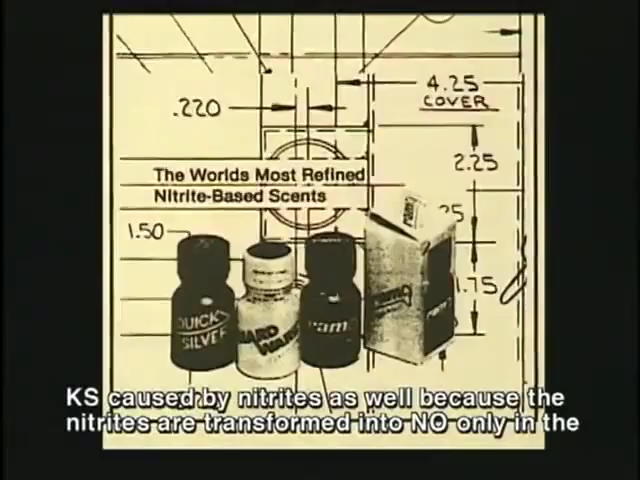 4.25
COVER
.220
2.25
The Worlds Most Refined
Nitrite-Based Scents
25
1.50
1.75
QUICK
SILVER
HARD
WARE
ram
ram
KS caused by nitrites as well because the
nitrites are transformed into NO only in the